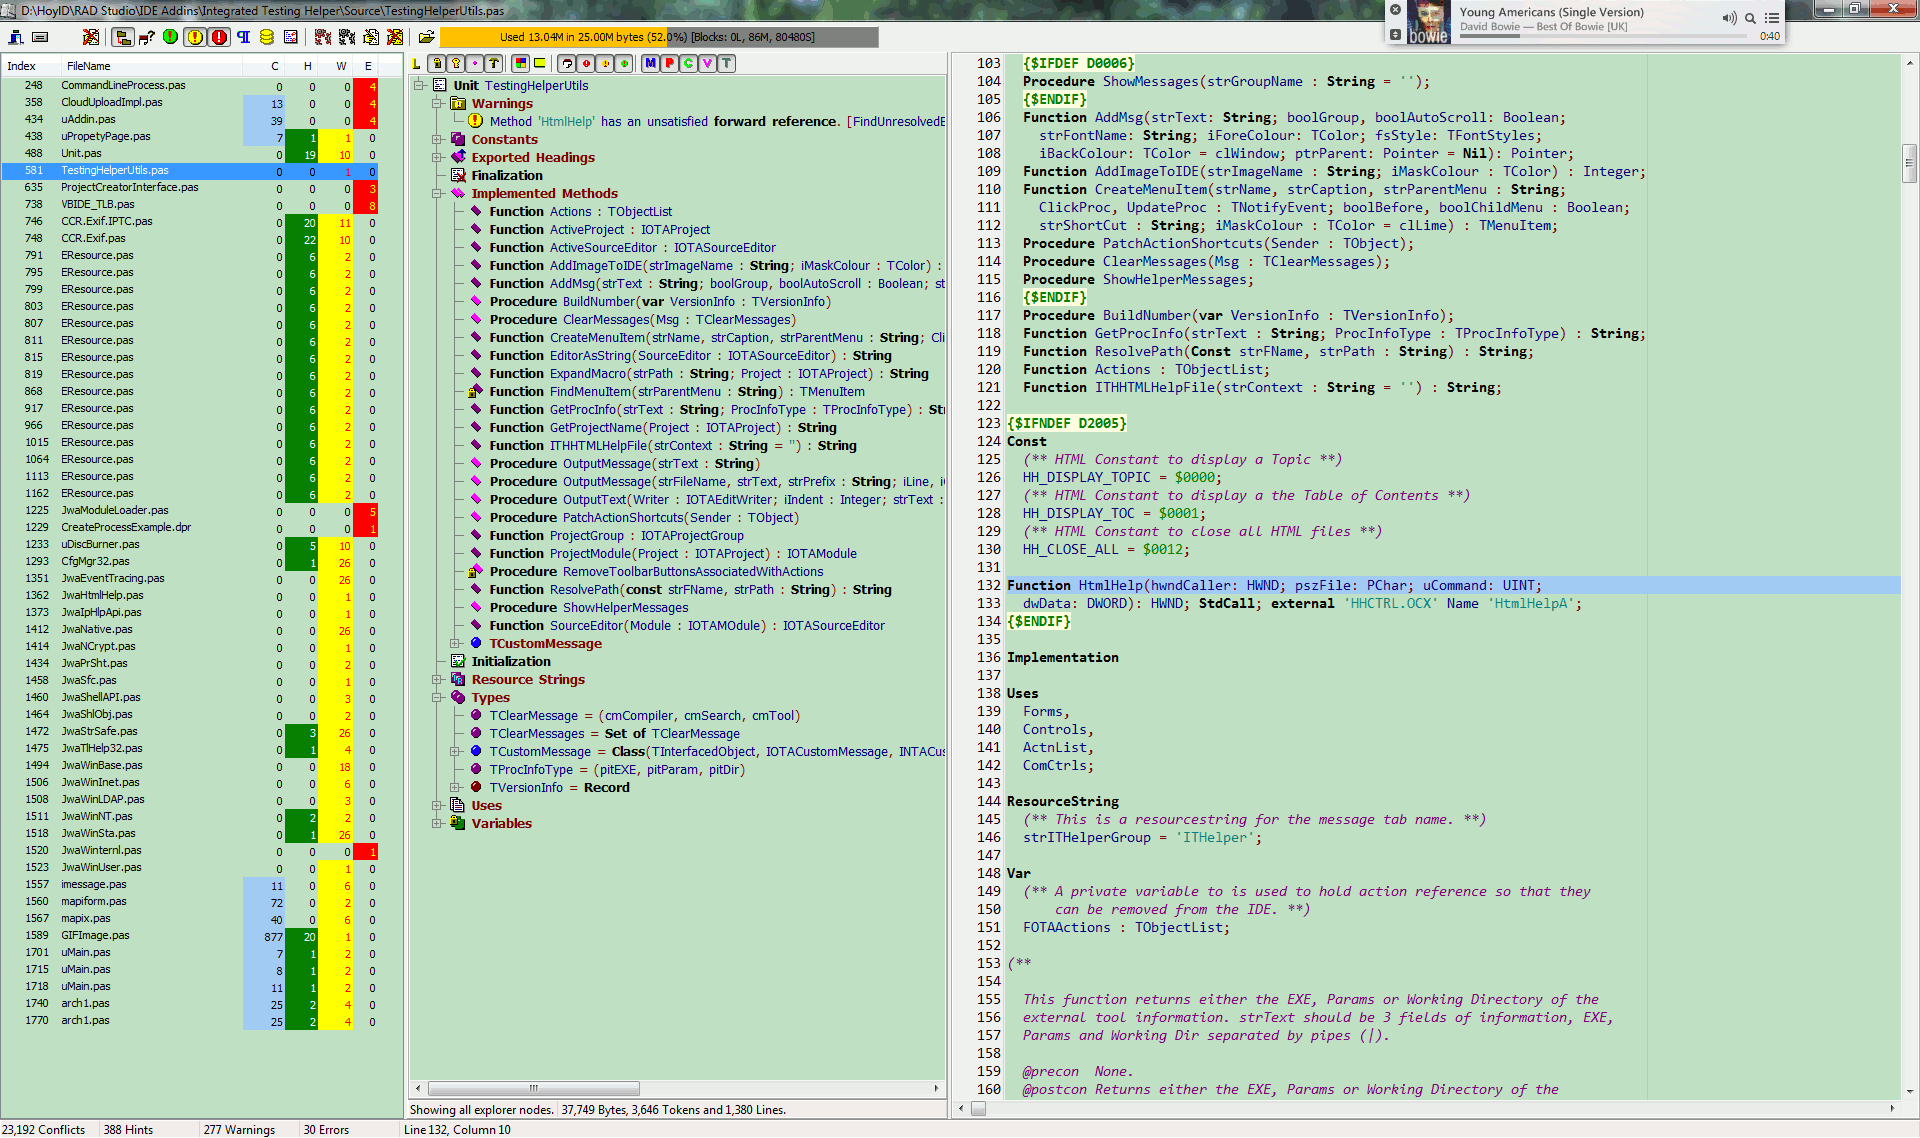 D:\HoyID\RAD Studio\IDE Addins\Integrated Testing Helper\Source\TestingHelperUtils.pas
Young Americans (Single Version)
David Bowie — Best Of Bowie [UK]
0:40
bowie
Used 13.04M in 25.00M bytes (52.0%) [Blocks: 0L, 86M, 80480S]
Index FileName C H W E
248 CommandLineProcess.pas 0 0 0 4
358 CloudUploadImpl.pas 13 0 0 4
434 uAddin.pas 39 0 0 4
438 uPropetyPage.pas 7 1 1 0
488 Unit.pas 0 19 10 0
581 TestingHelperUtils.pas 0 0 1 0
635 ProjectCreatorInterface.pas 0 0 0 3
738 VBIDE_TLB.pas 0 0 0 8
746 CCR.Exif.IPTC.pas 0 20 11 0
748 CCR.Exif.pas 0 22 10 0
791 EResource.pas 0 6 2 0
795 EResource.pas 0 6 2 0
799 EResource.pas 0 6 2 0
803 EResource.pas 0 6 2 0
807 EResource.pas 0 6 2 0
811 EResource.pas 0 6 2 0
815 EResource.pas 0 6 2 0
819 EResource.pas 0 6 2 0
868 EResource.pas 0 6 2 0
917 EResource.pas 0 6 2 0
966 EResource.pas 0 6 2 0
1015 EResource.pas 0 6 2 0
1064 EResource.pas 0 6 2 0
1113 EResource.pas 0 6 2 0
1162 EResource.pas 0 6 2 0
1225 JwaModuleLoader.pas 0 0 0 5
1229 CreateProcessExample.dpr 0 0 0 1
1233 uDiscBurner.pas 0 5 10 0
1293 CfgMgr32.pas 0 1 26 0
1351 JwaEventTracing.pas 0 0 26 0
1362 JwaHtmlHelp.pas 0 0 1 0
1373 JwaIpHlpApi.pas 0 0 1 0
1412 JwaNative.pas 0 0 26 0
1414 JwaNCrypt.pas 0 0 1 0
1434 JwaPrSht.pas 0 0 2 0
1458 JwaSfc.pas 0 0 1 0
1460 JwaShellAPI.pas 0 0 3 0
1464 JwaShlObj.pas 0 0 2 0
1472 JwaStrSafe.pas 0 3 26 0
1475 JwaTlHelp32.pas 0 1 4 0
1494 JwaWinBase.pas 0 0 18 0
1506 JwaWinInet.pas 0 0 6 0
1508 JwaWinLDAP.pas 0 0 3 0
1511 JwaWinNT.pas 0 2 2 0
1518 JwaWinSta.pas 0 1 26 0
1520 JwaWinternl.pas 0 0 0 1
1523 JwaWinUser.pas 0 0 1 0
1557 imessage.pas 11 0 6 0
1560 mapiform.pas 72 0 2 0
1567 mapix.pas 40 0 6 0
1589 GIFImage.pas 877 20 1 0
1701 uMain.pas 7 1 2 0
1715 uMain.pas 8 1 2 0
1718 uMain.pas 11 1 2 0
1740 arch1.pas 25 2 4 0
1770 arch1.pas 25 2 4 0
L M P C V T
Unit TestingHelperUtils
Warnings
Method 'HtmlHelp' has an unsatisfied forward reference. [FindUnresolvedE
Constants
Exported Headings
Finalization
Implemented Methods
Function Actions : TObjectList
Function ActiveProject : IOTAProject
Function ActiveSourceEditor : IOTASourceEditor
Function AddImageToIDE(strImageName : String; iMaskColour : TColor) :
Function AddMsg(strText : String; boolGroup, boolAutoScroll : Boolean; st
Procedure BuildNumber(var VersionInfo : TVersionInfo)
Procedure ClearMessages(Msg : TClearMessages)
Function CreateMenuItem(strName, strCaption, strParentMenu : String; Cli
Function EditorAsString(SourceEditor : IOTASourceEditor) : String
Function ExpandMacro(strPath : String; Project : IOTAProject) : String
Function FindMenuItem(strParentMenu : String) : TMenuItem
Function GetProcInfo(strText : String; ProcInfoType : TProcInfoType) : Stri
Function GetProjectName(Project : IOTAProject) : String
Function ITHHTMLHelpFile(strContext : String = '') : String
Procedure OutputMessage(strText : String)
Procedure OutputMessage(strFileName, strText, strPrefix : String; iLine, i
Procedure OutputText(Writer : IOTAEditWriter; iIndent : Integer; strText :
Procedure PatchActionShortcuts(Sender : TObject)
Function ProjectGroup : IOTAProjectGroup
Function ProjectModule(Project : IOTAProject) : IOTAModule
Procedure RemoveToolbarButtonsAssociatedWithActions
Function ResolvePath(const strFName, strPath : String) : String
Procedure ShowHelperMessages
Function SourceEditor(Module : IOTAMOdule) : IOTASourceEditor
TCustomMessage
Initialization
Resource Strings
Types
TClearMessage = (cmCompiler, cmSearch, cmTool)
TClearMessages = Set of TClearMessage
TCustomMessage = Class(TInterfacedObject, IOTACustomMessage, INTACus
TProcInfoType = (pitEXE, pitParam, pitDir)
TVersionInfo = Record
Uses
Variables
Showing all explorer nodes. 37,749 Bytes, 3,646 Tokens and 1,380 Lines.
103 {$IFDEF D0006}
104 Procedure ShowMessages(strGroupName : String = '');
105 {$ENDIF}
106 Function AddMsg(strText: String; boolGroup, boolAutoScroll: Boolean;
107 strFontName: String; iForeColour: TColor; fsStyle: TFontStyles;
108 iBackColour: TColor = clWindow; ptrParent: Pointer = Nil): Pointer;
109 Function AddImageToIDE(strImageName : String; iMaskColour : TColor) : Integer;
110 Function CreateMenuItem(strName, strCaption, strParentMenu : String;
111 ClickProc, UpdateProc : TNotifyEvent; boolBefore, boolChildMenu : Boolean;
112 strShortCut : String; iMaskColour : TColor = clLime) : TMenuItem;
113 Procedure PatchActionShortcuts(Sender : TObject);
114 Procedure ClearMessages(Msg : TClearMessages);
115 Procedure ShowHelperMessages;
116 {$ENDIF}
117 Procedure BuildNumber(var VersionInfo : TVersionInfo);
118 Function GetProcInfo(strText : String; ProcInfoType : TProcInfoType) : String;
119 Function ResolvePath(Const strFName, strPath : String) : String;
120 Function Actions : TObjectList;
121 Function ITHHTMLHelpFile(strContext : String = '') : String;
122
123 {$IFNDEF D2005}
124 Const
125 (** HTML Constant to display a Topic **)
126 HH_DISPLAY_TOPIC = $0000;
127 (** HTML Constant to display a the Table of Contents **)
128 HH_DISPLAY_TOC = $0001;
129 (** HTML Constant to close all HTML files **)
130 HH_CLOSE_ALL = $0012;
131
132 Function HtmlHelp(hwndCaller: HWND; pszFile: PChar; uCommand: UINT;
133 dwData: DWORD): HWND; StdCall; external 'HHCTRL.OCX' Name 'HtmlHelpA';
134 {$ENDIF}
135
136 Implementation
137
138 Uses
139 Forms,
140 Controls,
141 ActnList,
142 ComCtrls;
143
144 ResourceString
145 (** This is a resourcestring for the message tab name. **)
146 strITHelperGroup = 'ITHelper';
147
148 Var
149 (** A private variable to is used to hold action reference so that they
150 can be removed from the IDE. **)
151 FOTAActions : TObjectList;
152
153 (**
154
155 This function returns either the EXE, Params or Working Directory of the
156 external tool information. strText should be 3 fields of information, EXE,
157 Params and Working Dir separated by pipes (|).
158
159 @precon None.
160 @postcon Returns either the EXE, Params or Working Directory of the
23,192 Conflicts 388 Hints 277 Warnings 30 Errors Line 132, Column 10